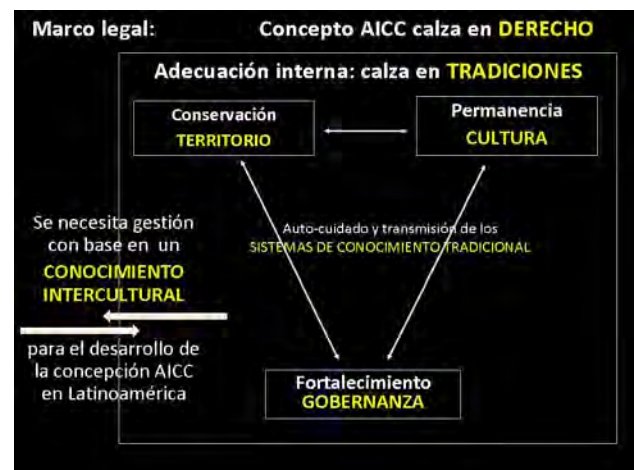 Marco legal: Concepto AICC calza en DERECHO
Adecuación interna: calza en TRADICIONES
Conservación
TERRITORIO
Permanencia
CULTURA
Se necesita gestión
con base en un
CONOCIMIENTO
INTERCULTURAL
para el desarrollo de
la concepción AICC
en Latinoamérica
Auto-cuidado y transmisión de los
SISTEMAS DE CONOCIMIENTO TRADICIONAL
Fortalecimiento
GOBERNANZA